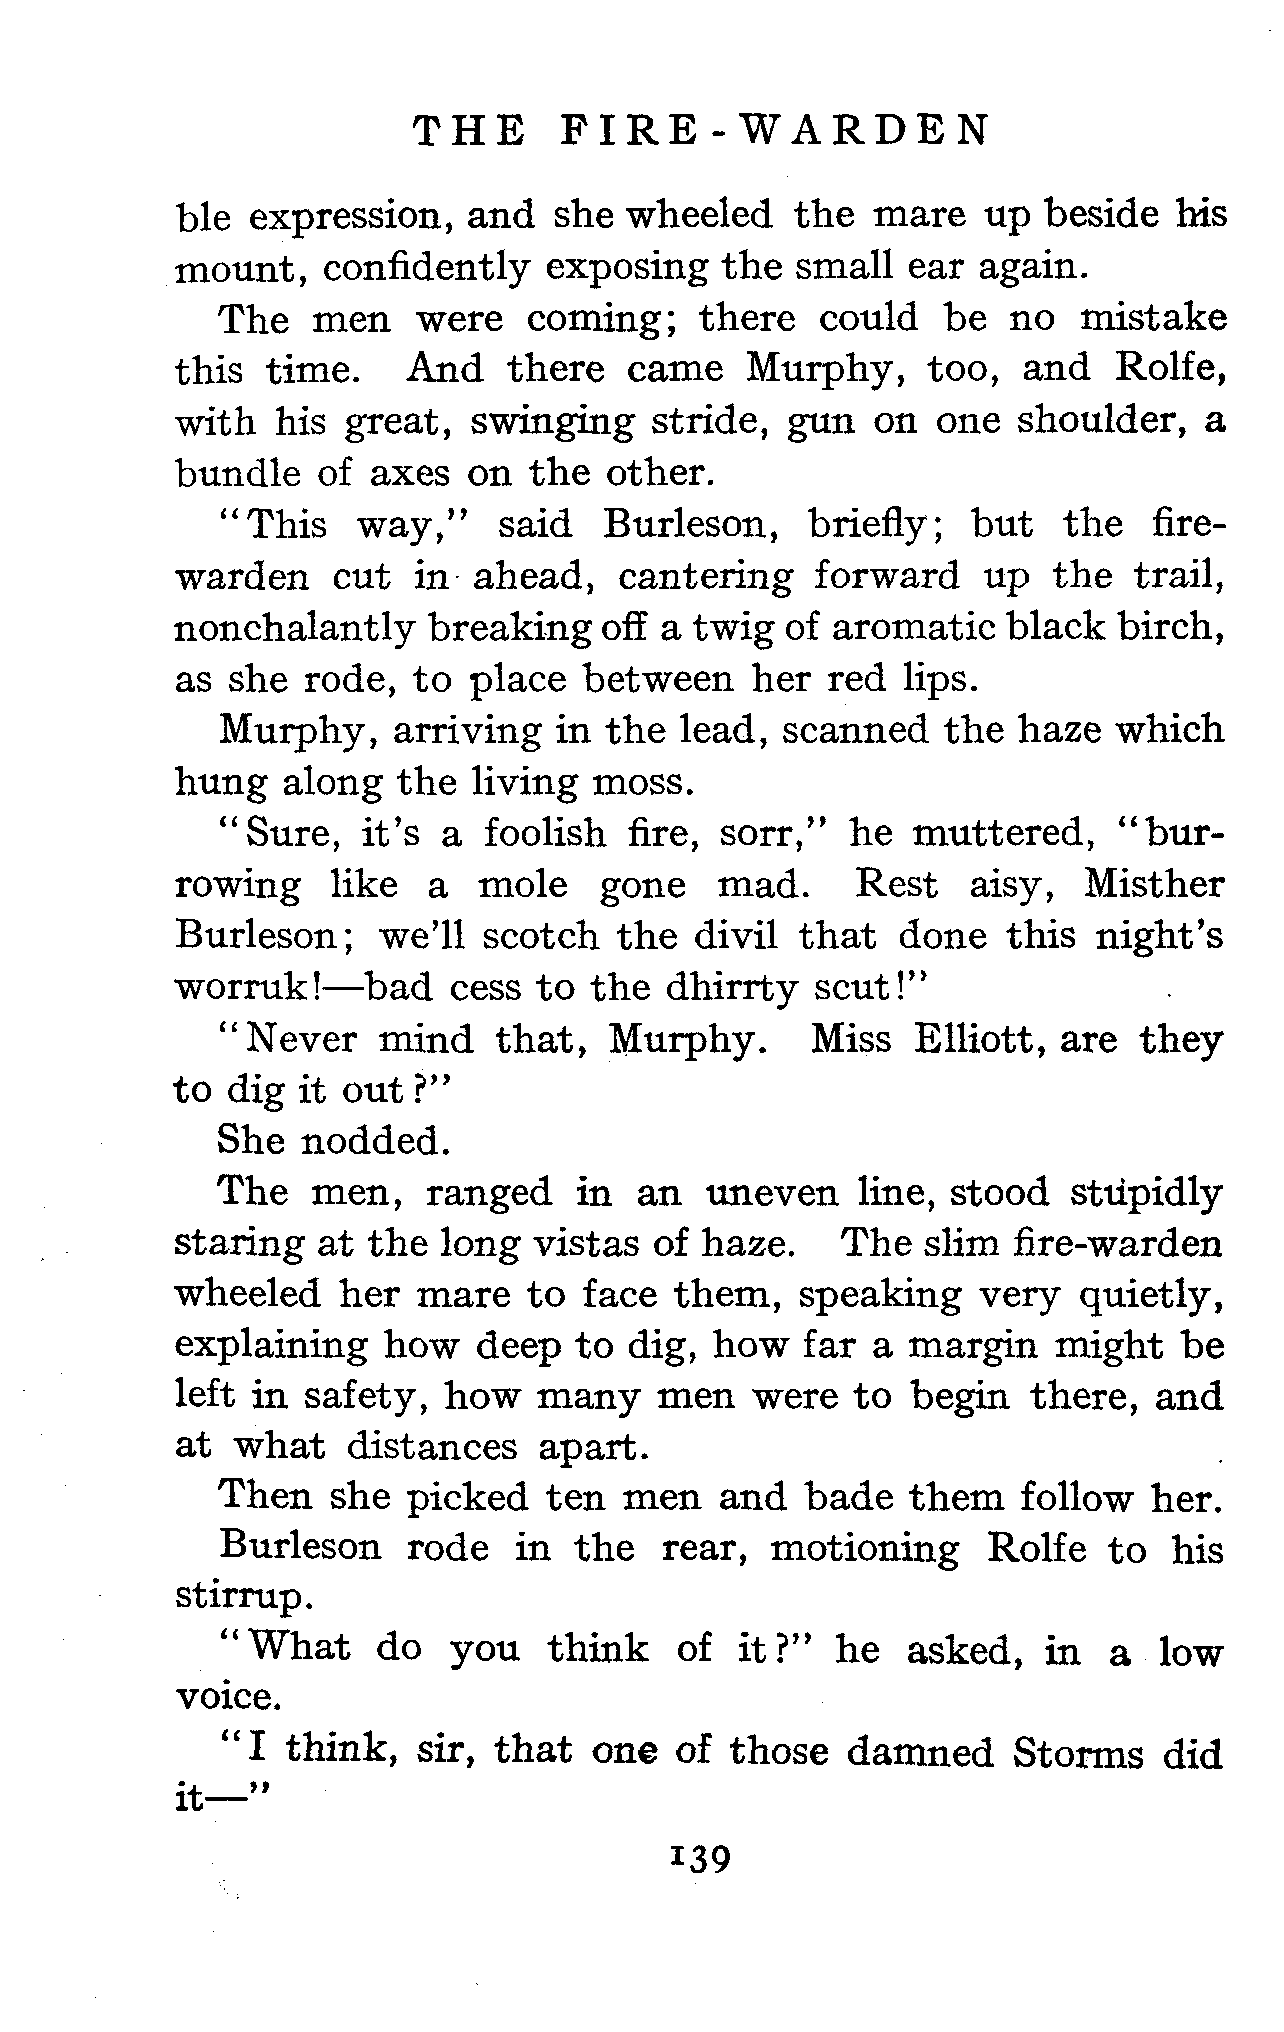 THE FIRE-WARDEN
ble expression, and she wheeled the mare up beside his
mount, confidently exposing the small ear again.
The men were coming; there could be no mistake
this time. And there came Murphy, too, and Rolfe,
with his great, swinging stride, gun on one shoulder, a
bundle of axes on the other.
"This way," said Burleson, briefly; but the fire-
warden cut in ahead, cantering forward up the trail,
nonchalantly breaking off a twig of aromatic black birch,
as she rode, to place between her red lips.
Murphy, arriving in the lead, scanned the haze which
hung along the living moss.
"Sure, it's a foolish fire, sorr," he muttered, "bur-
rowing like a mole gone mad. Rest aisy, Misther
Burleson; we'll scotch the divil that done this night's
worruk!—bad cess to the dhirrty scut!"
"Never mind that, Murphy. Miss Elliott, are they
to dig it out?"
She nodded.
The men, ranged in an uneven line, stood stupidly
staring at the long vistas of haze. The slim fire-warden
wheeled her mare to face them, speaking very quietly,
explaining how deep to dig, how far a margin might be
left in safety, how many men were to begin there, and
at what distances apart.
Then she picked ten men and bade them follow her.
Burleson rode in the rear, motioning Rolfe to his
stirrup.
"What do you think of it?" he asked, in a low
voice.
"I think, sir, that one of those damned Storms did
it—"
139